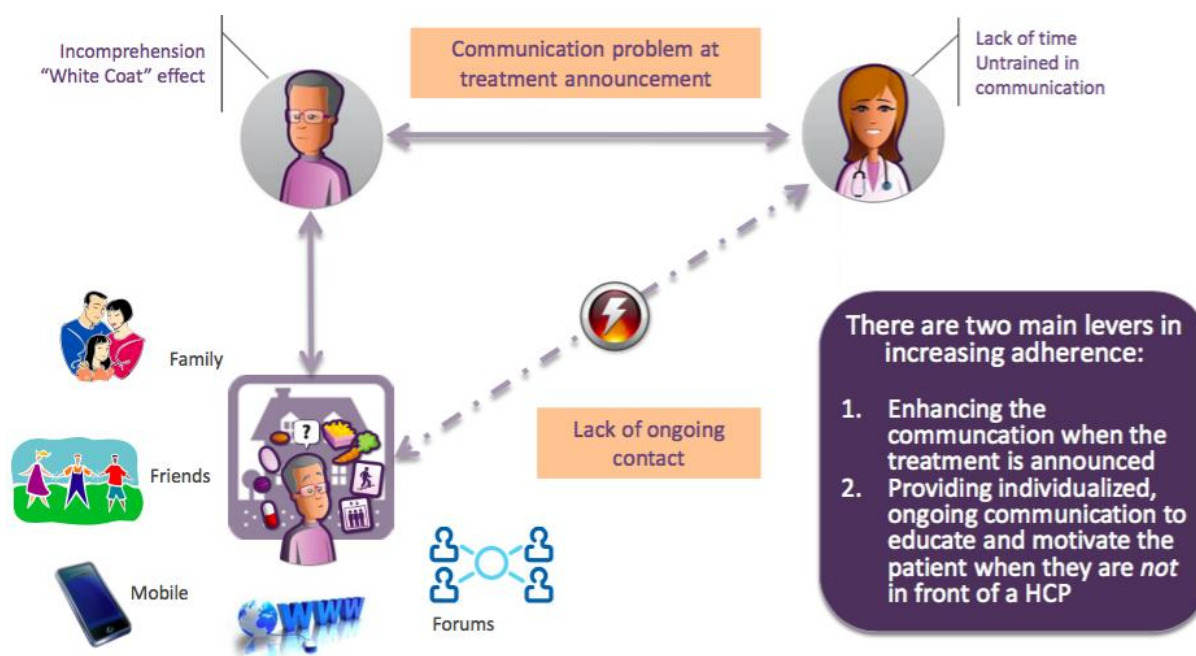 Incomprehension
“White Coat” effect
Communication problem at
treatment announcement
Lack of time
Untrained in
communication
Family
Friends
Mobile
?
WWW
Forums
Lack of ongoing
contact
There are two main levers in
increasing adherence:
1. Enhancing the
communcation when the
treatment is announced
2. Providing individualized,
ongoing communication to
educate and motivate the
patient when they are not
in front of a HCP